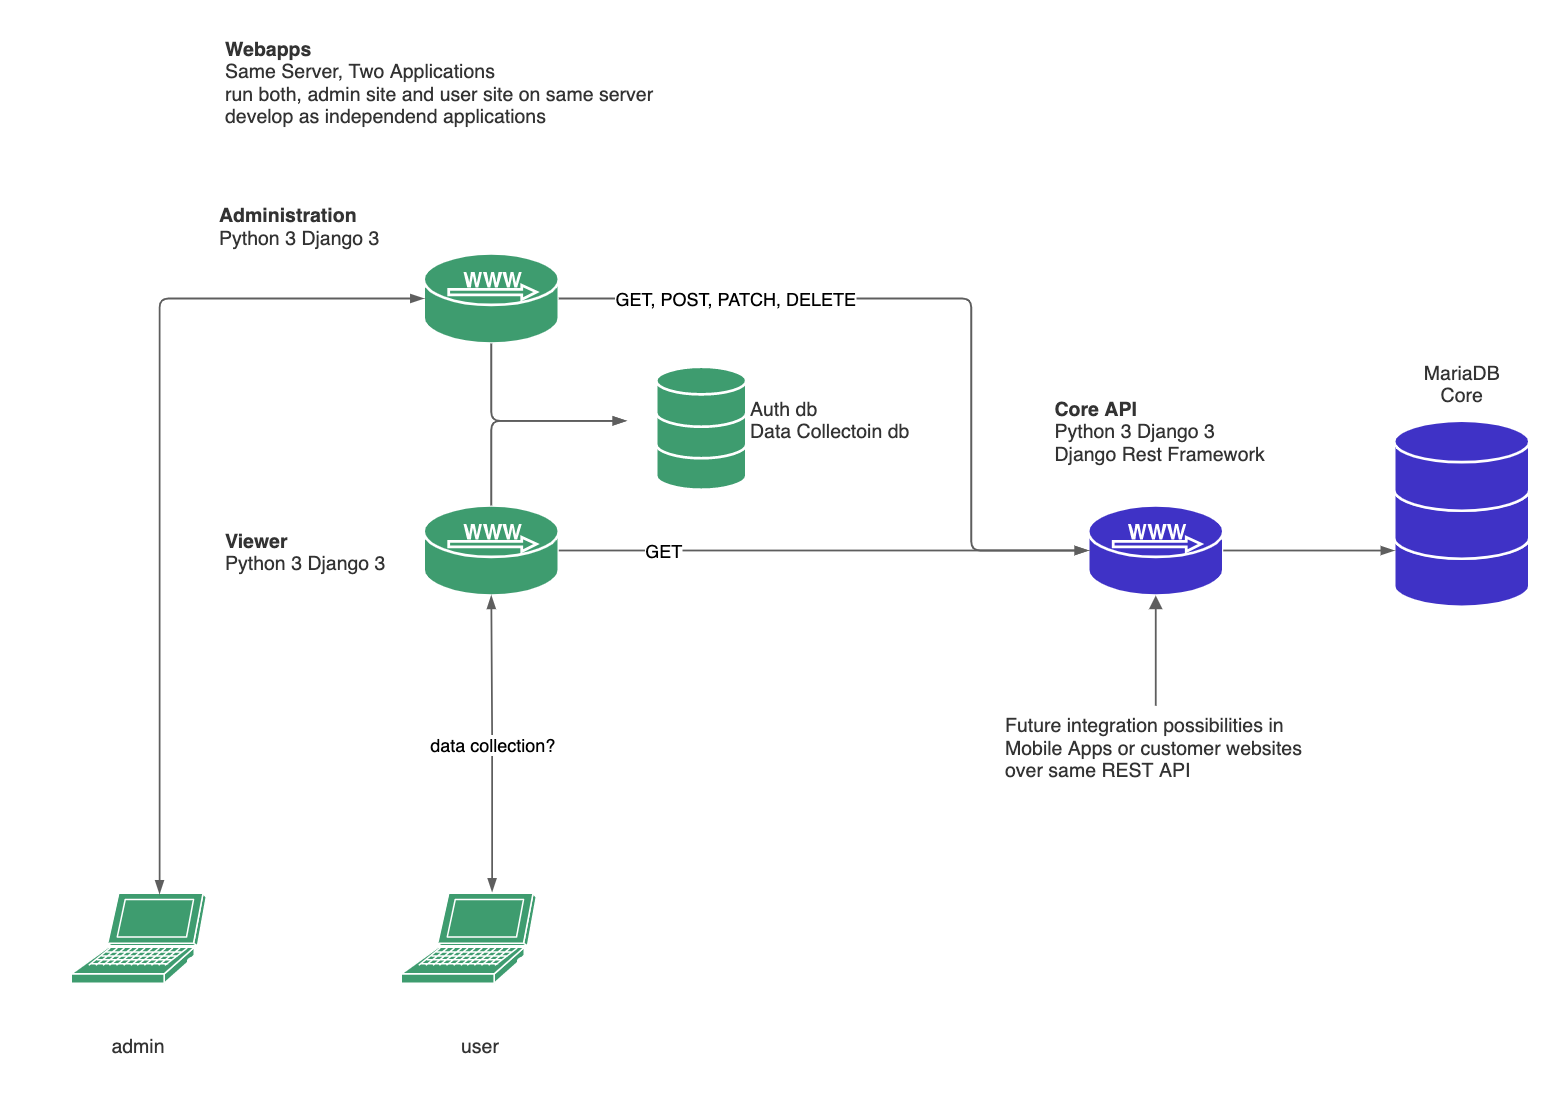 Webapps
Same Server, Two Applications
run both, admin site and user site on same server
develop as independend applications
Administration
Python 3 Django 3
WWW
GET, POST, PATCH, DELETE
Auth db
Data Collectoin db
MariaDB
Core
Core API
Python 3 Django 3
Django Rest Framework
Viewer
Python 3 Django 3
WWW
GET
WWW
data collection?
Future integration possibilities in
Mobile Apps or customer websites
over same REST API
admin
user